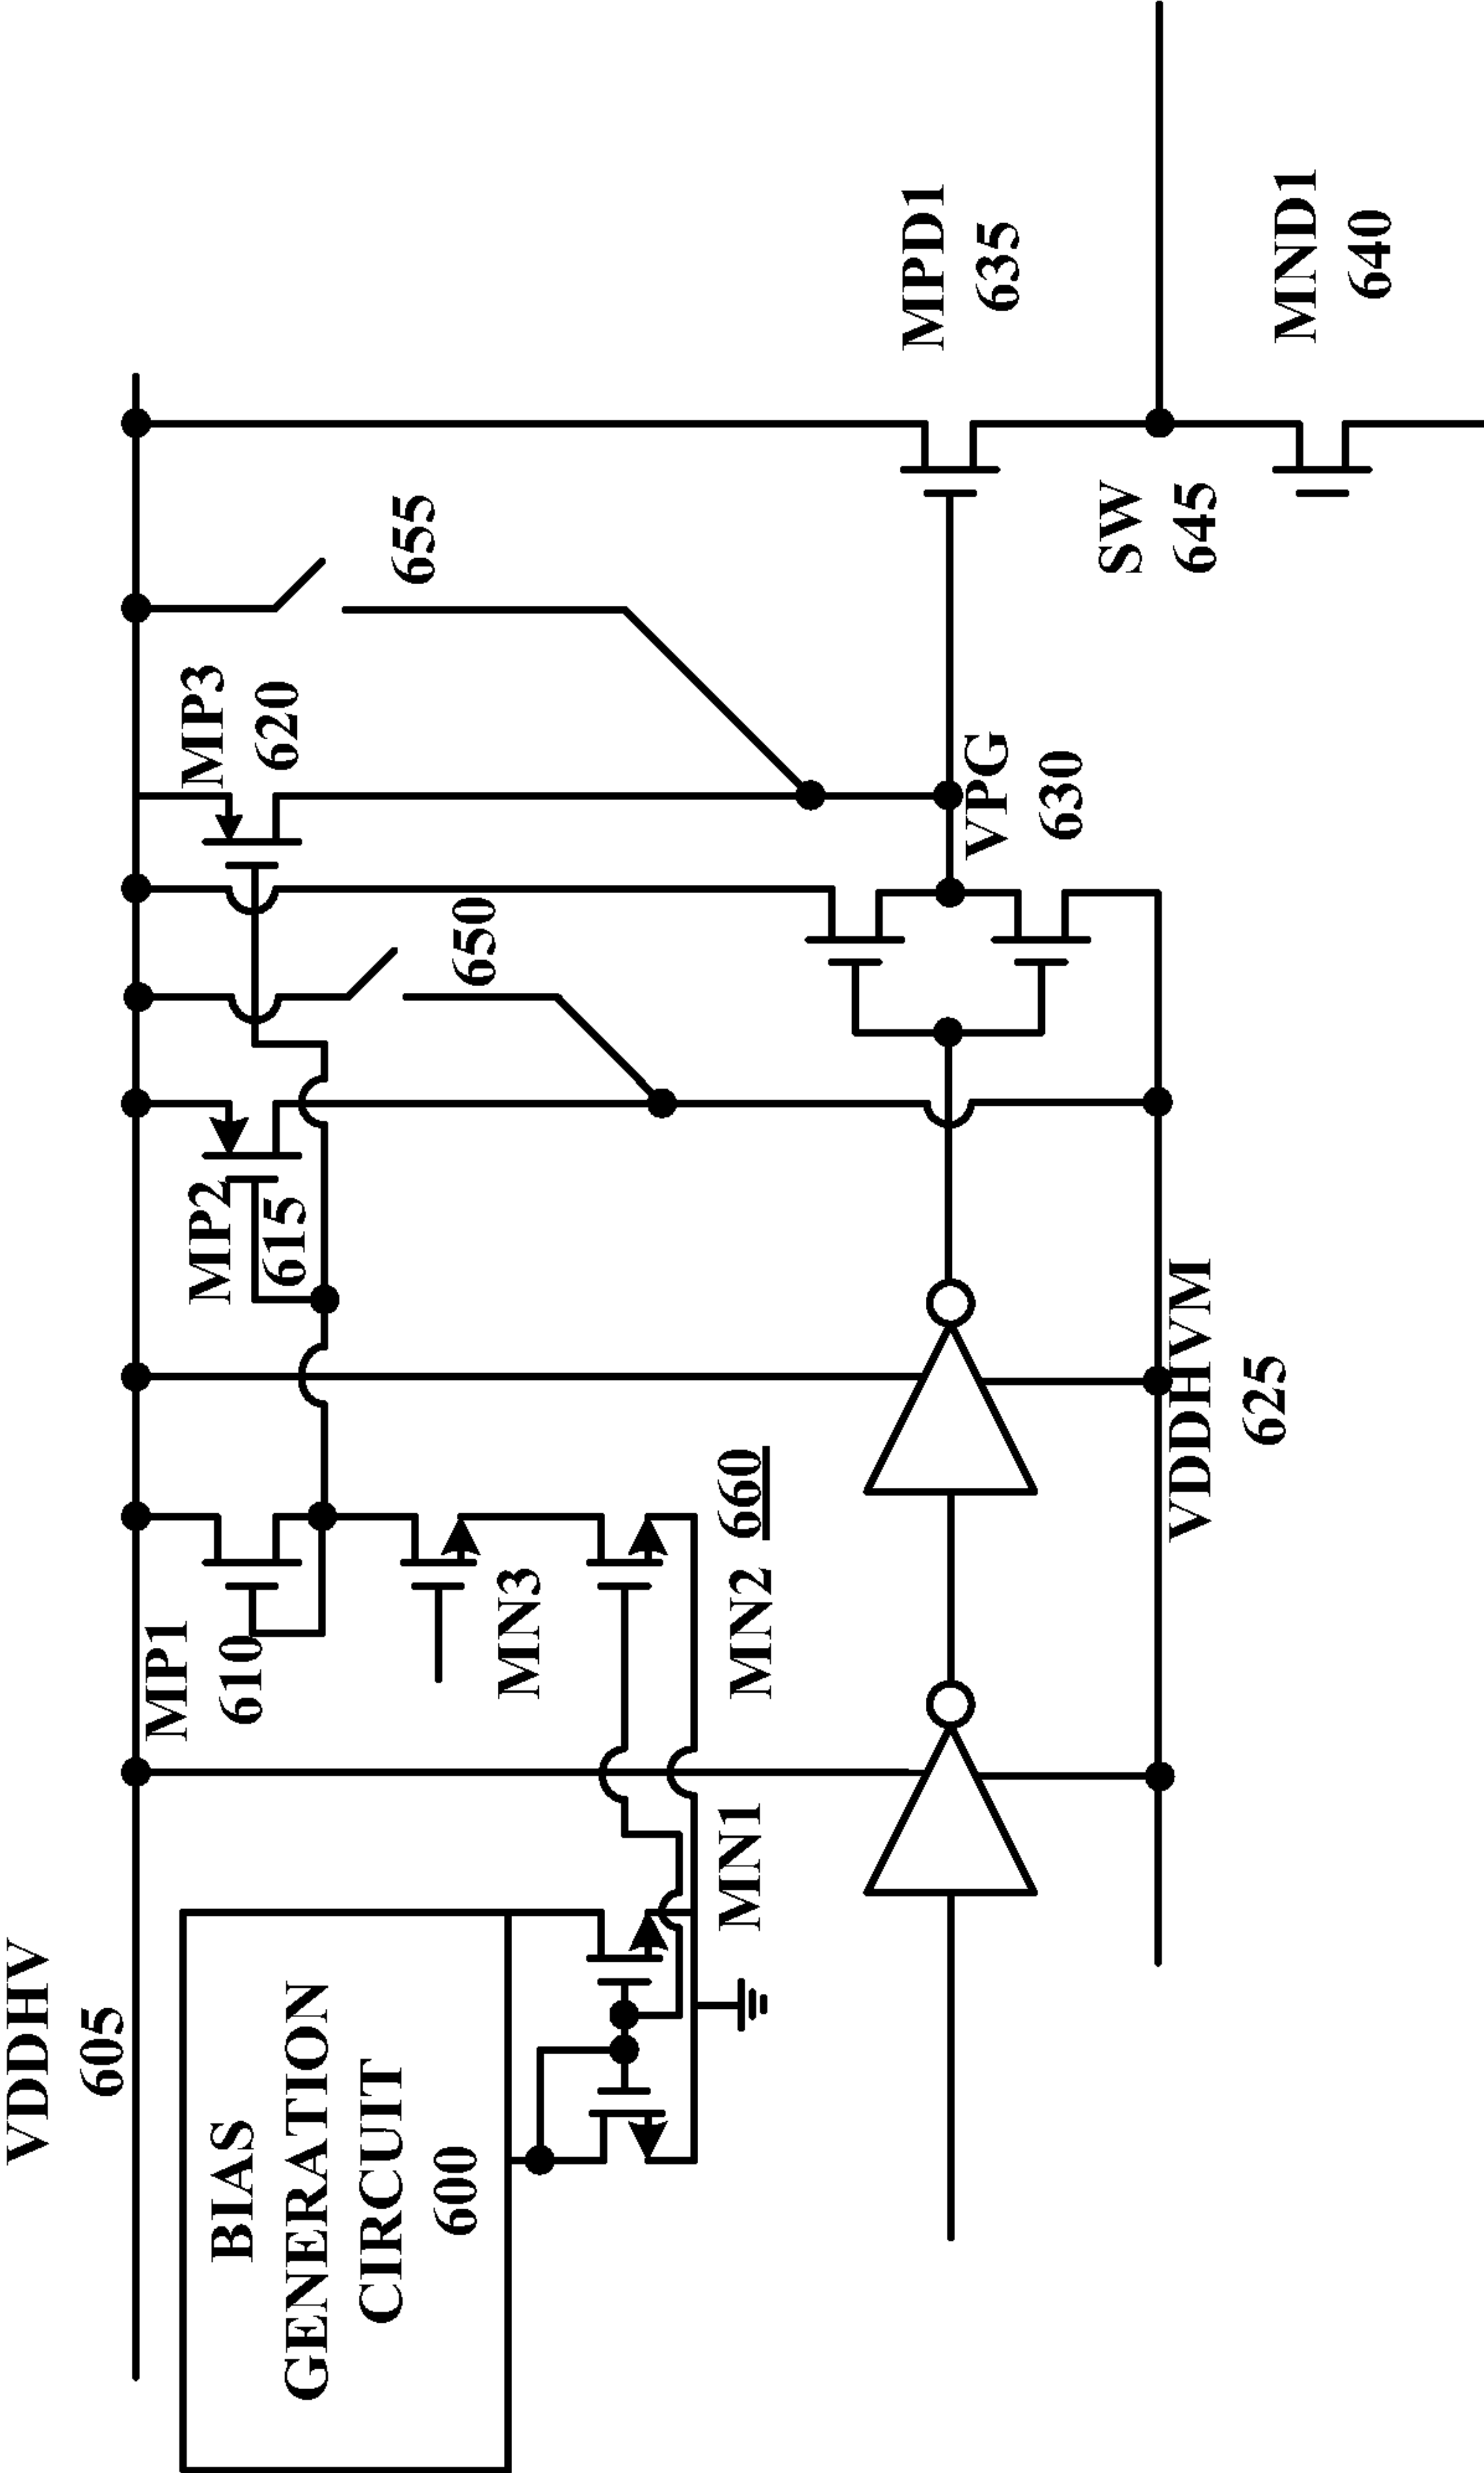 VDDHV
605
BIAS
GENERATION
CIRCUIT
600
MP1
610
MP2
615
MP3
620
650
655
MN3
MN2 660
MN1
VPG
630
MPD1
635
SW
645
MND1
640
VDDHVM
625